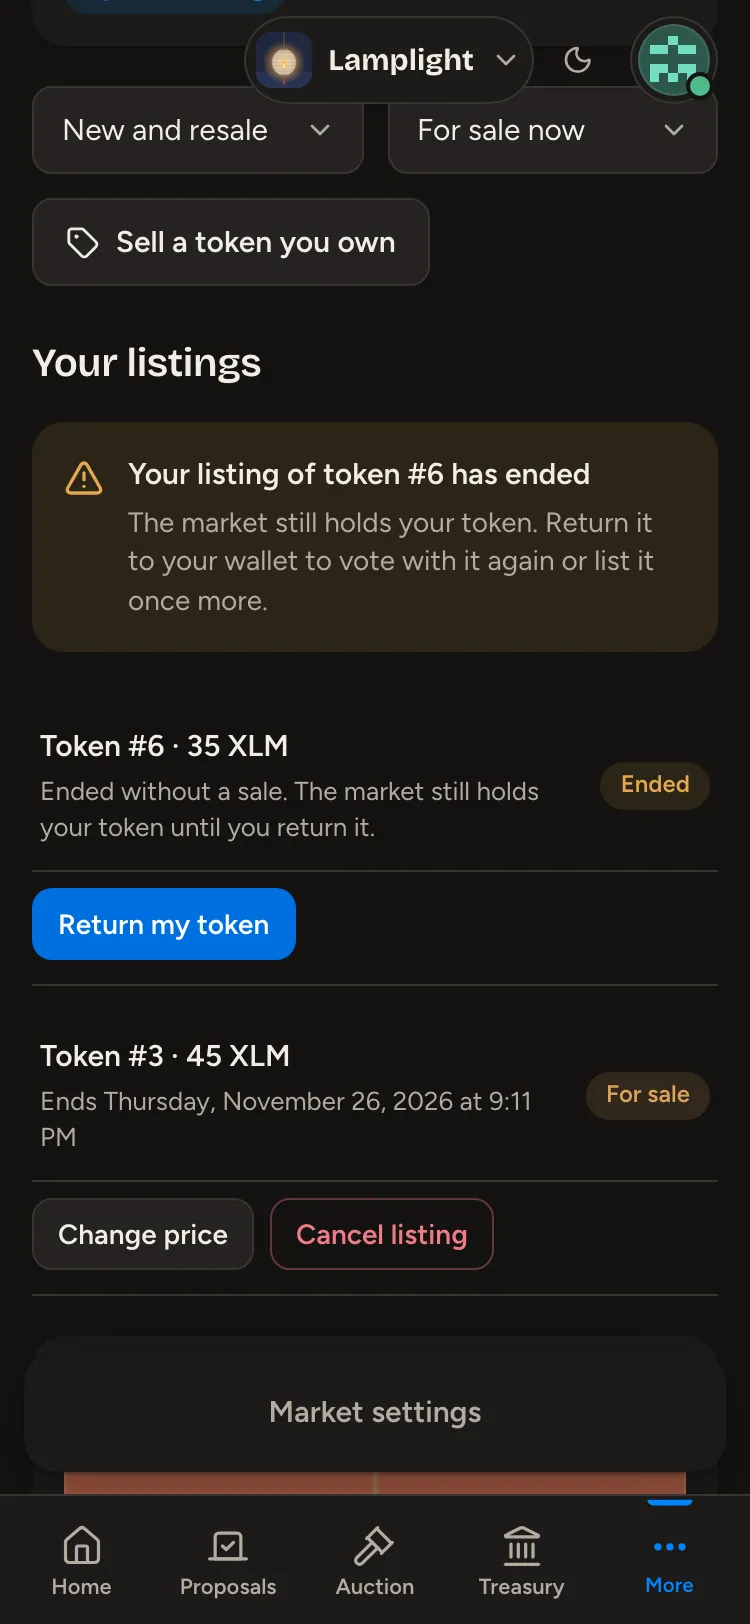 Lamplight
New and resale
For sale now
Sell a token you own
Your listings
Your listing of token #6 has ended
The market still holds your token. Return it
to your wallet to vote with it again or list it
once more.
Token #6 · 35 XLM
Ended without a sale. The market still holds
your token until you return it.
Ended
Return my token
Token #3 · 45 XLM
Ends Thursday, November 26, 2026 at 9:11
PM
For sale
Change price
Cancel listing
Market settings
Home
Proposals
Auction
Treasury
More